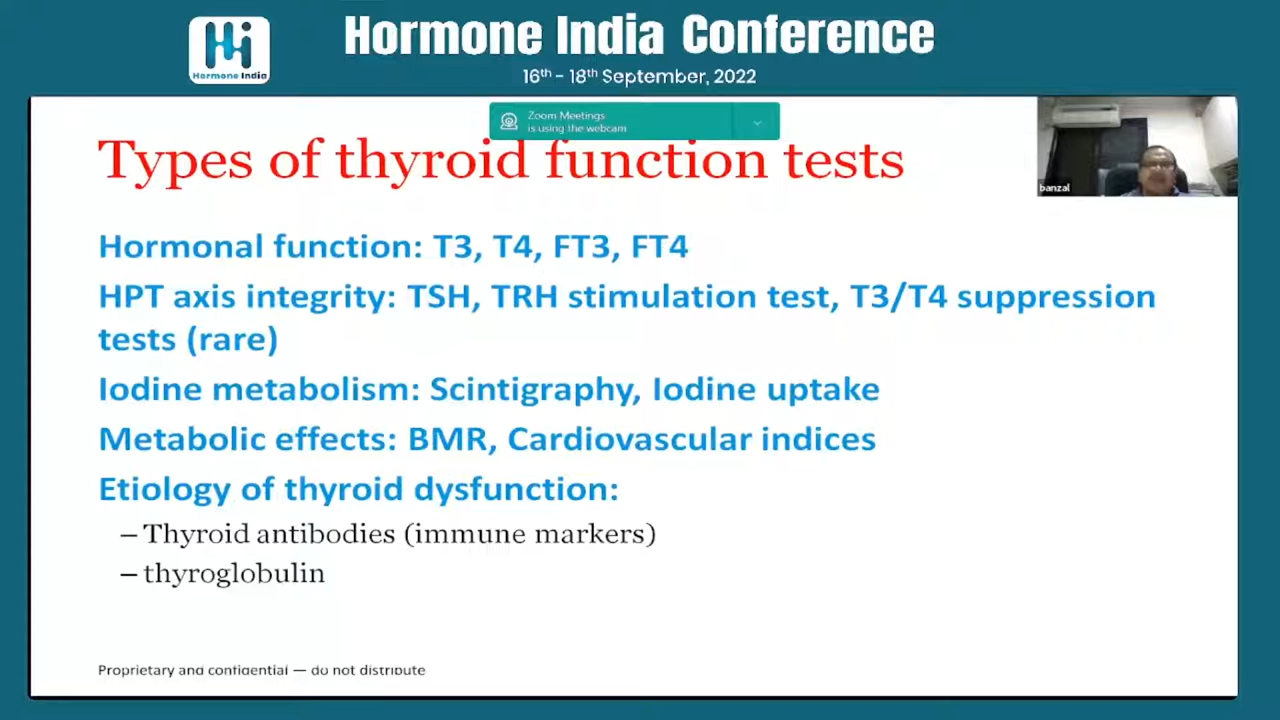 Hormone India Conference
16th - 18th September, 2022
Hormone India
Zoom Meetings
is using the webcam
Types of thyroid function tests
banzal
Hormonal function: T3, T4, FT3, FT4
HPT axis integrity: TSH, TRH stimulation test, T3/T4 suppression
tests (rare)
Iodine metabolism: Scintigraphy, Iodine uptake
Metabolic effects: BMR, Cardiovascular indices
Etiology of thyroid dysfunction:
– Thyroid antibodies (immune markers)
– thyroglobulin
Proprietary and confidential — do not distribute